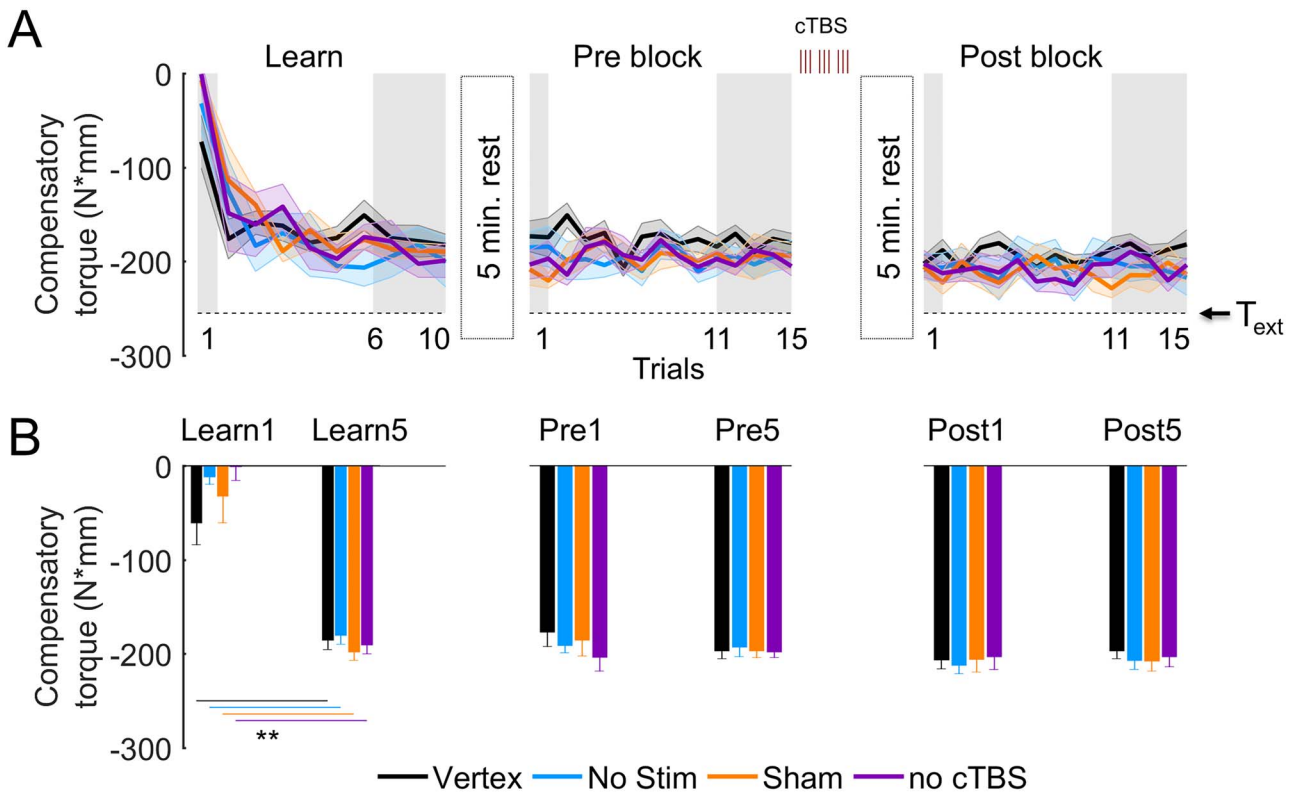 A
cTBS
Learn
Pre block
Post block
Compensatory
torque (N*mm)
0
-100
-200
-300
5 min. rest
5 min. rest
T_ext
1 6 10
1 11 15
1 11 15
Trials
B
Learn1 Learn5 Pre1 Pre5 Post1 Post5
Compensatory
torque (N*mm)
0
-100
-200
-300
**
Vertex No Stim Sham no cTBS